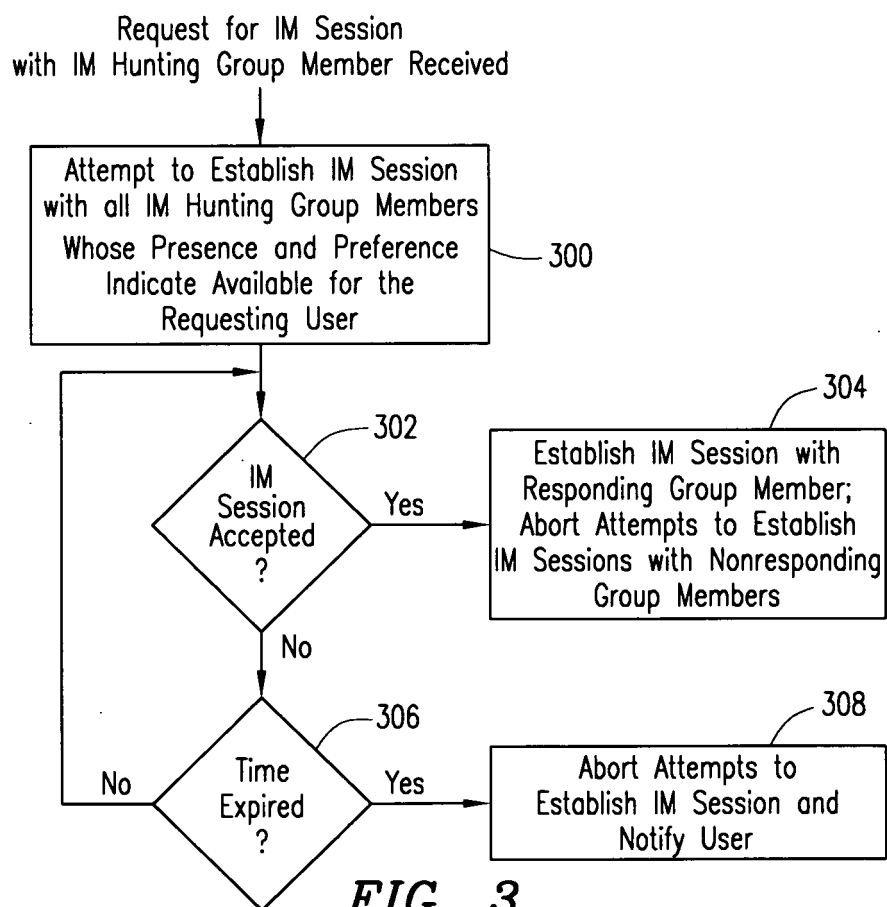 Request for IM Session
with IM Hunting Group Member Received
Attempt to Establish IM Session
with all IM Hunting Group Members
Whose Presence and Preference
Indicate Available for the
Requesting User
300
302
IM
Session
Accepted
?
Yes
304
Establish IM Session with
Responding Group Member;
Abort Attempts to Establish
IM Sessions with Nonresponding
Group Members
No
306
Time
Expired
?
No
Yes
308
Abort Attempts to
Establish IM Session and
Notify User
FIG. 3